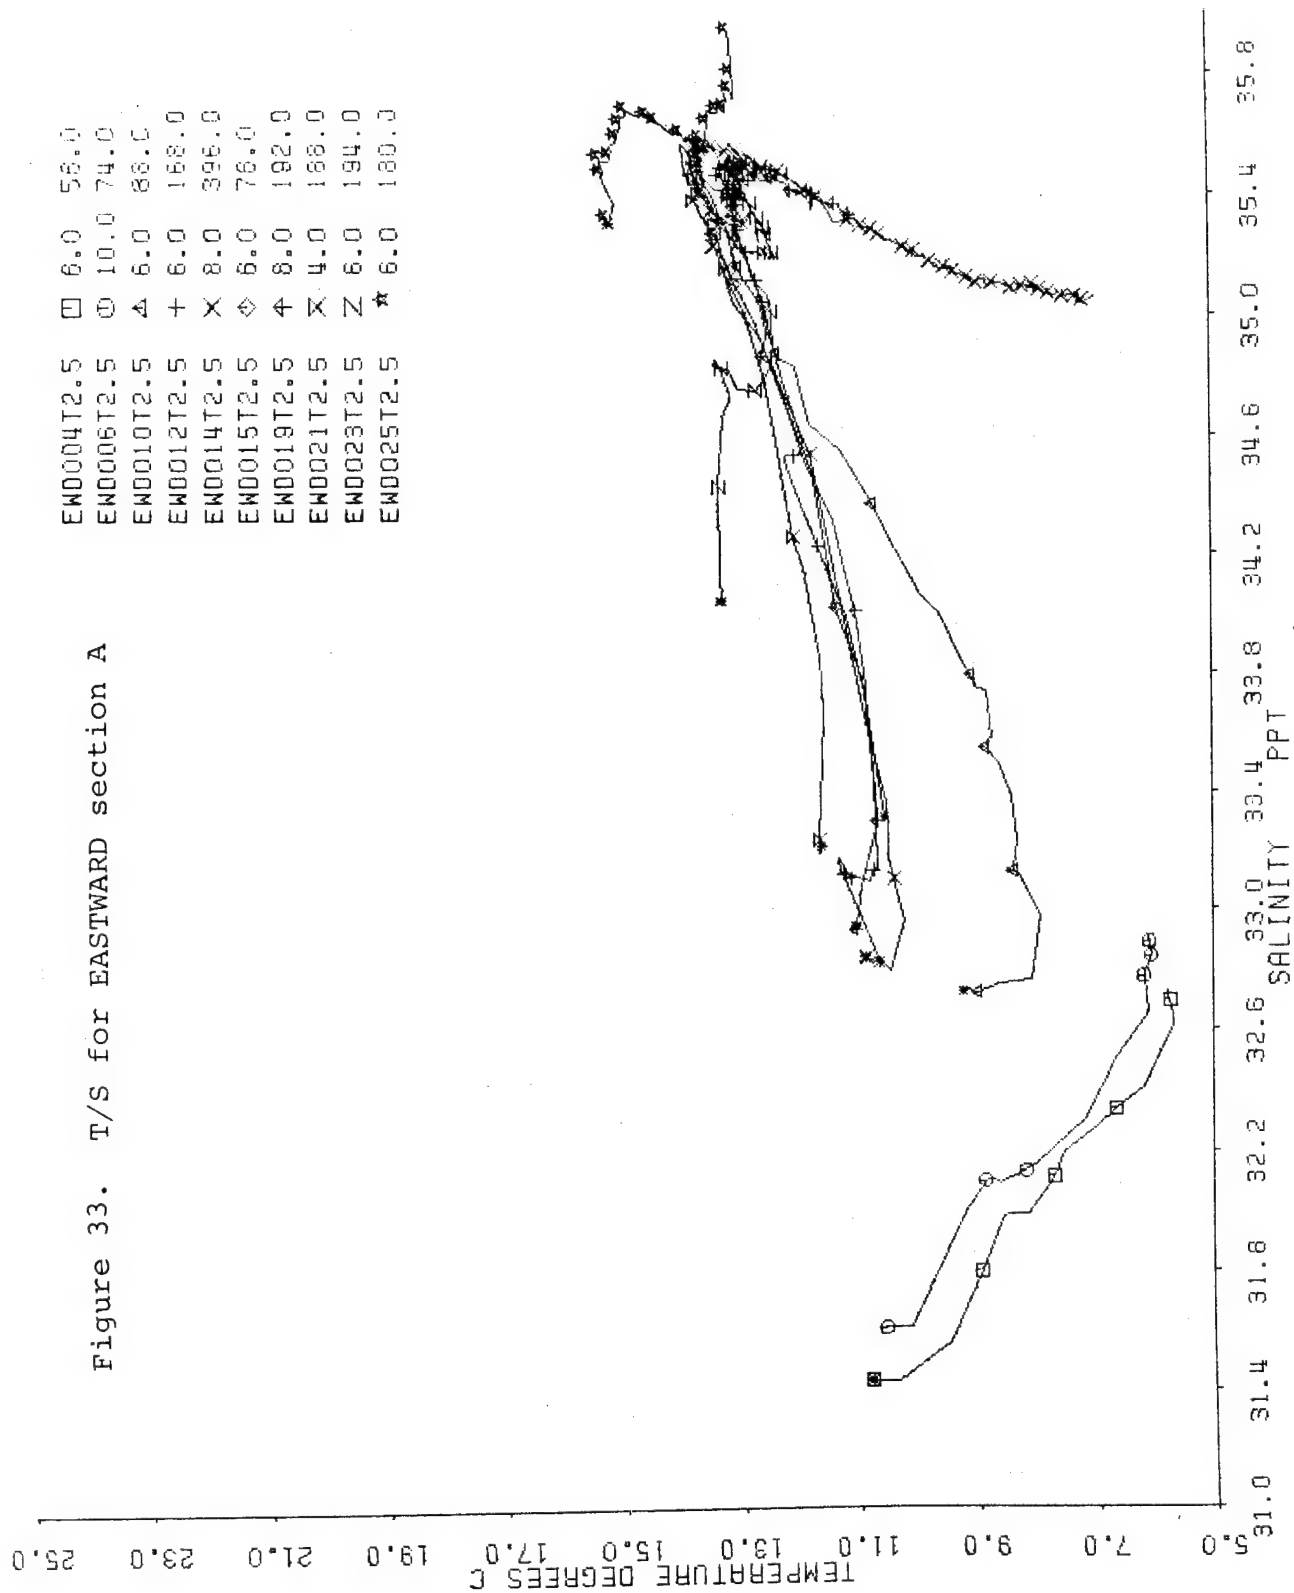 Figure 33. T/S for EASTWARD section A
EWD004T2.5 6.0 58.0
EWD006T2.5 10.0 74.0
EWD010T2.5 6.0 88.0
EWD012T2.5 6.0 168.0
EWD014T2.5 8.0 396.0
EWD015T2.5 6.0 78.0
EWD019T2.5 8.0 192.0
EWD021T2.5 4.0 188.0
EWD023T2.5 6.0 194.0
EWD025T2.5 6.0 180.0
TEMPERATURE DEGREES C
25.0
23.0
21.0
19.0
17.0
15.0
13.0
11.0
9.0
7.0
5.0
31.0 31.4 31.8 32.2 32.6 33.0 33.4 33.8 34.2 34.6 35.0 35.4 35.8
SALINITY PPT